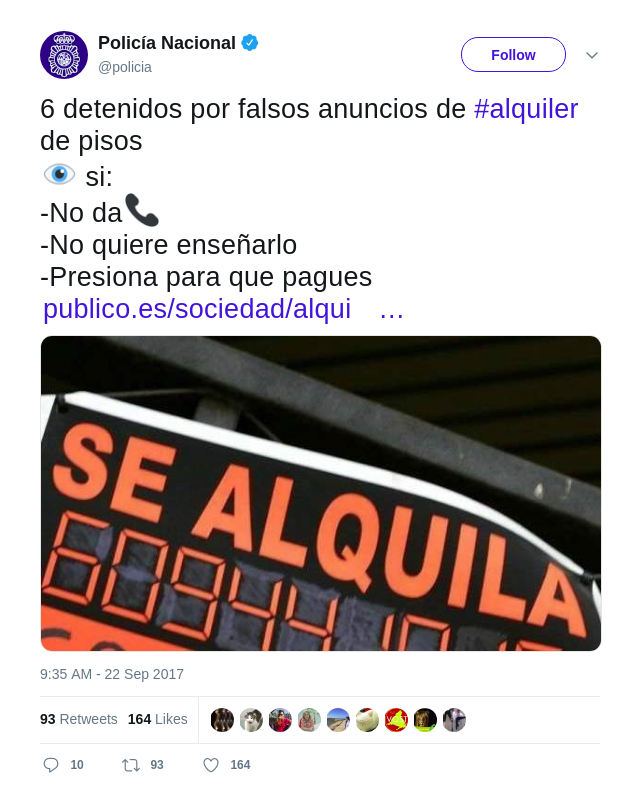 Policía Nacional
@policia
Follow
6 detenidos por falsos anuncios de #alquiler
de pisos
👁 si:
-No da📞
-No quiere enseñarlo
-Presiona para que pagues
publico.es/sociedad/alqui …
SE ALQUILA
9:35 AM - 22 Sep 2017
93 Retweets 164 Likes
10 93 164